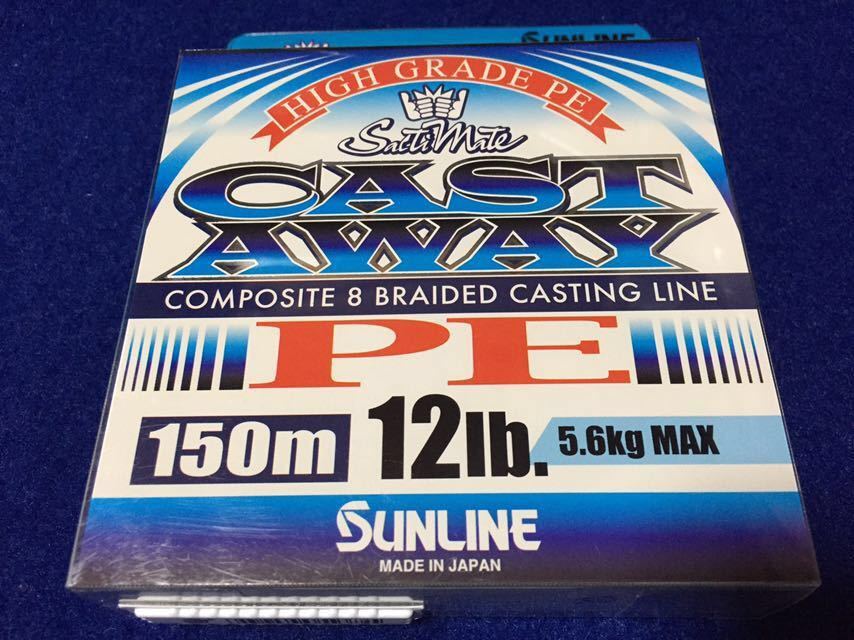 SUNLINE
HIGH GRADE PE
SaltiMate
CAST
AWAY
COMPOSITE 8 BRAIDED CASTING LINE
PE
150m 12lb. 5.6kg MAX
SUNLINE
MADE IN JAPAN